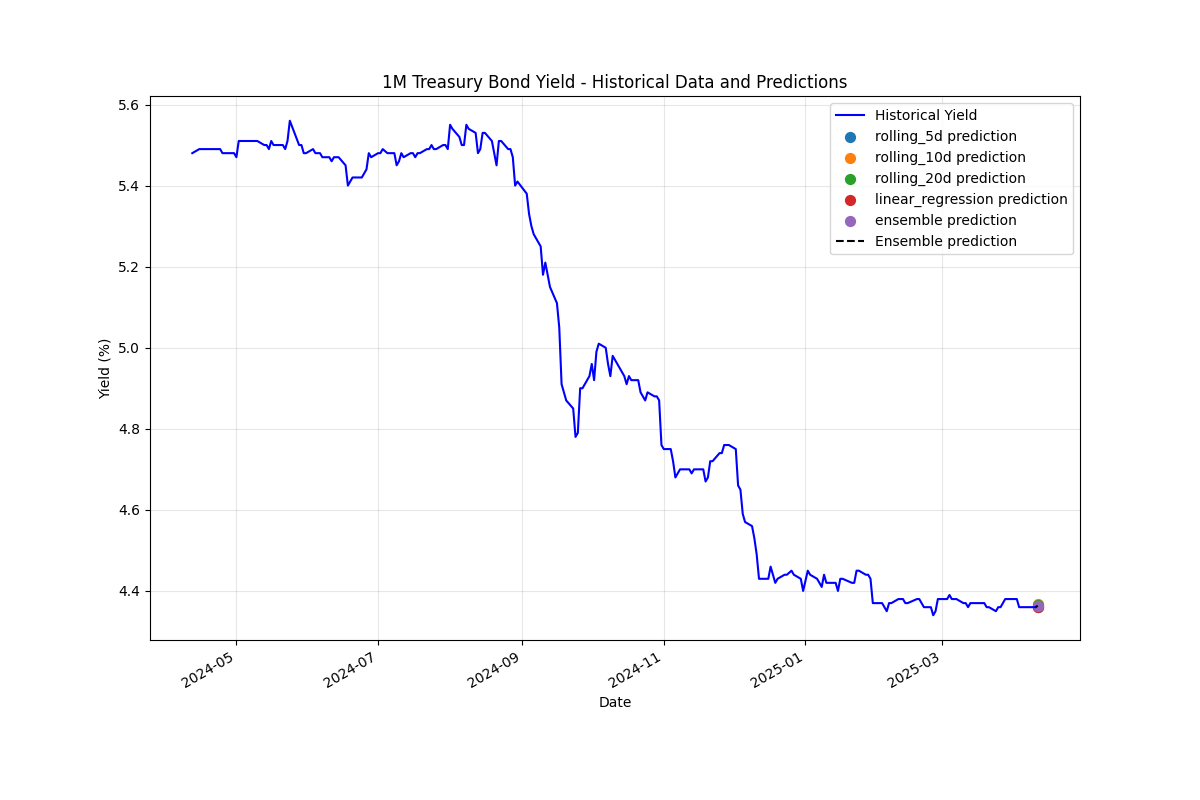 1M Treasury Bond Yield - Historical Data and Predictions
5.6
5.4
5.2
5.0
4.8
4.6
4.4
Yield (%)
Historical Yield
rolling_5d prediction
rolling_10d prediction
rolling_20d prediction
linear_regression prediction
ensemble prediction
Ensemble prediction
2024-05
2024-07
2024-09
2024-11
2025-01
2025-03
Date